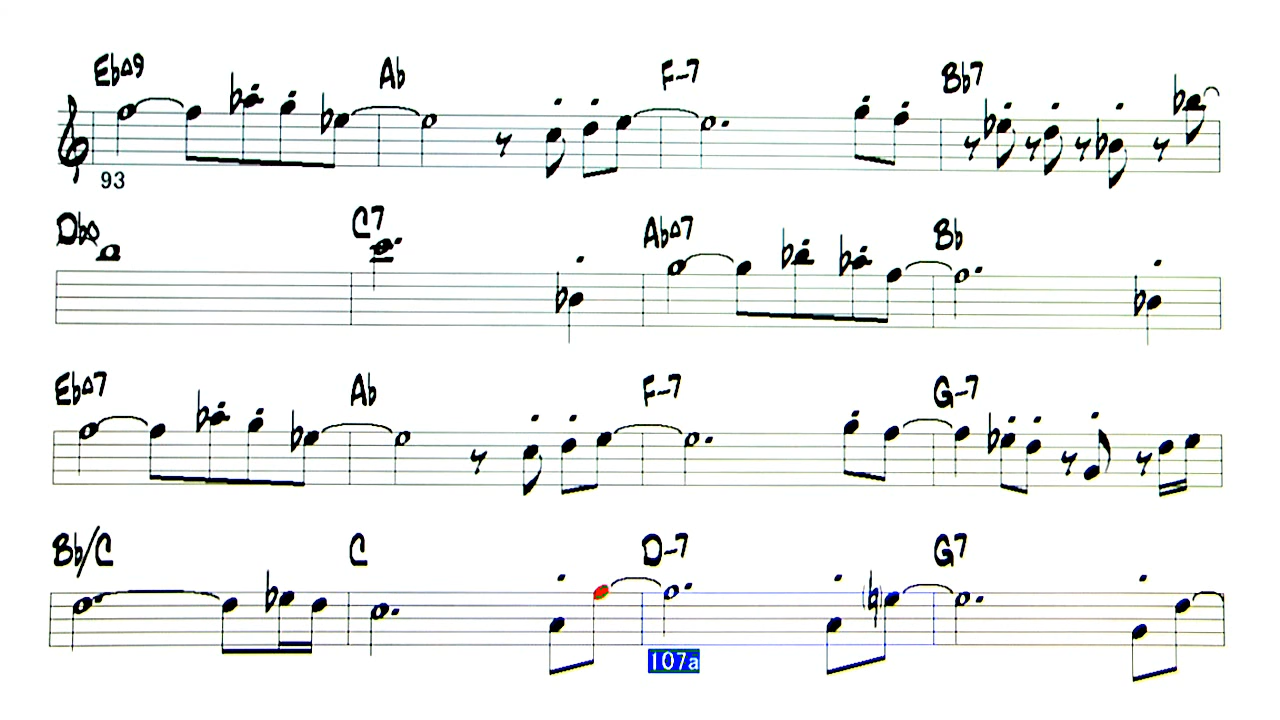 Eb△9 Ab F-7 Bb7
93
Dbø C7 Ab△7 Bb
Eb△7 Ab F-7 G-7
Bb/C C D-7 G7
107a